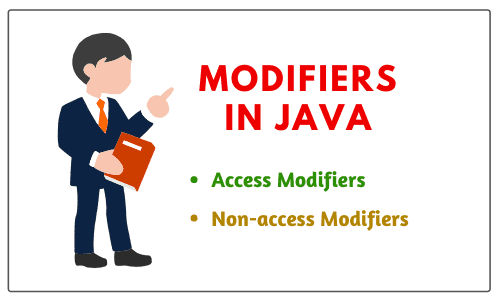 MODIFIERS
IN JAVA
• Access Modifiers
• Non-access Modifiers